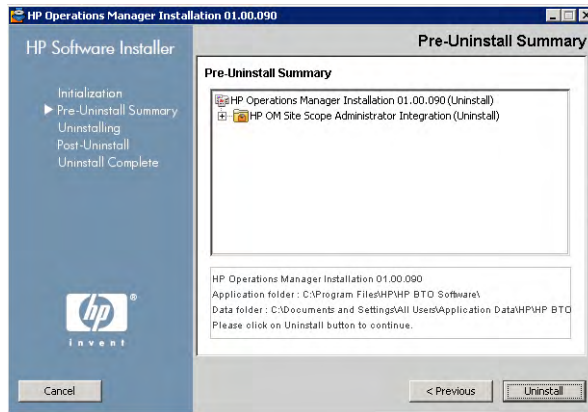 HP Operations Manager Installation 01.00.090
HP Software Installer
Pre-Uninstall Summary
Initialization
Pre-Uninstall Summary
Uninstalling
Post-Uninstall
Uninstall Complete
Pre-Uninstall Summary
HP Operations Manager Installation 01.00.090 (Uninstall)
HP OM Site Scope Administrator Integration (Uninstall)
HP Operations Manager Installation 01.00.090
Application folder : C:\Program Files\HP\HP BTO Software\
Data folder : C:\Documents and Settings\All Users\Application Data\HP\HP BTO
Please click on Uninstall button to continue.
hp
®
invent
Cancel
< Previous
Uninstall